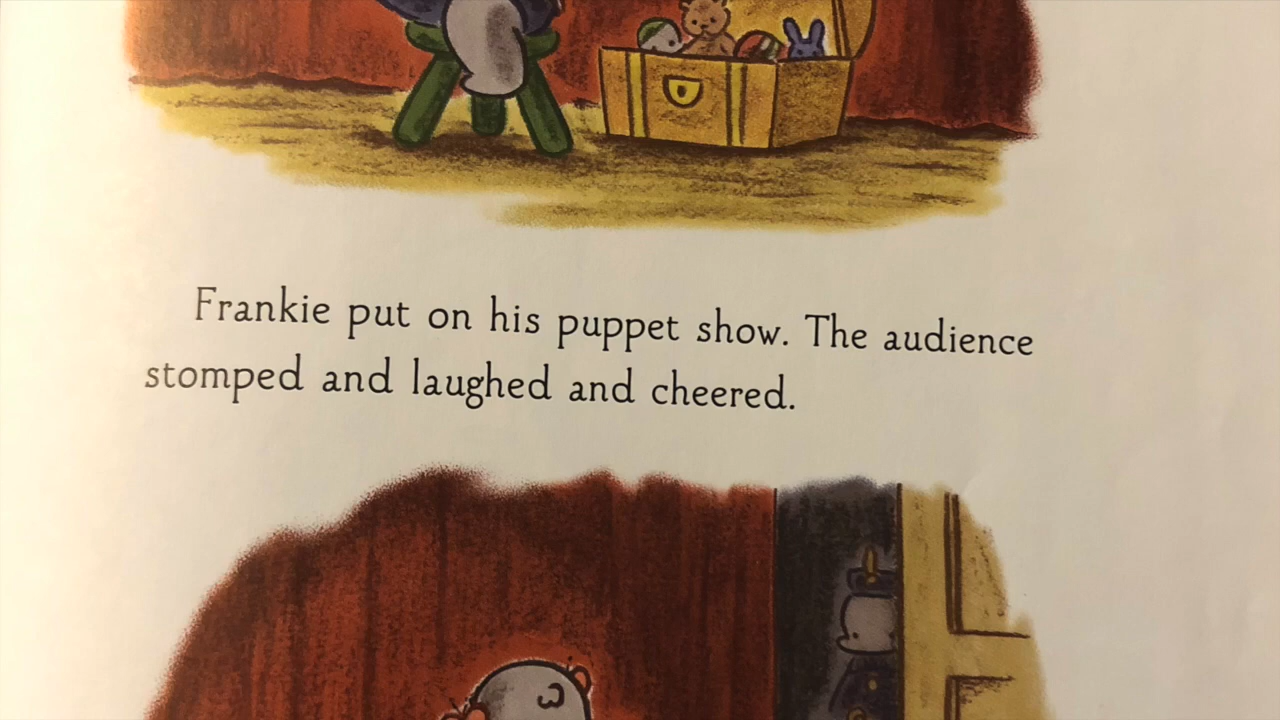 Frankie put on his puppet show. The audience
stomped and laughed and cheered.